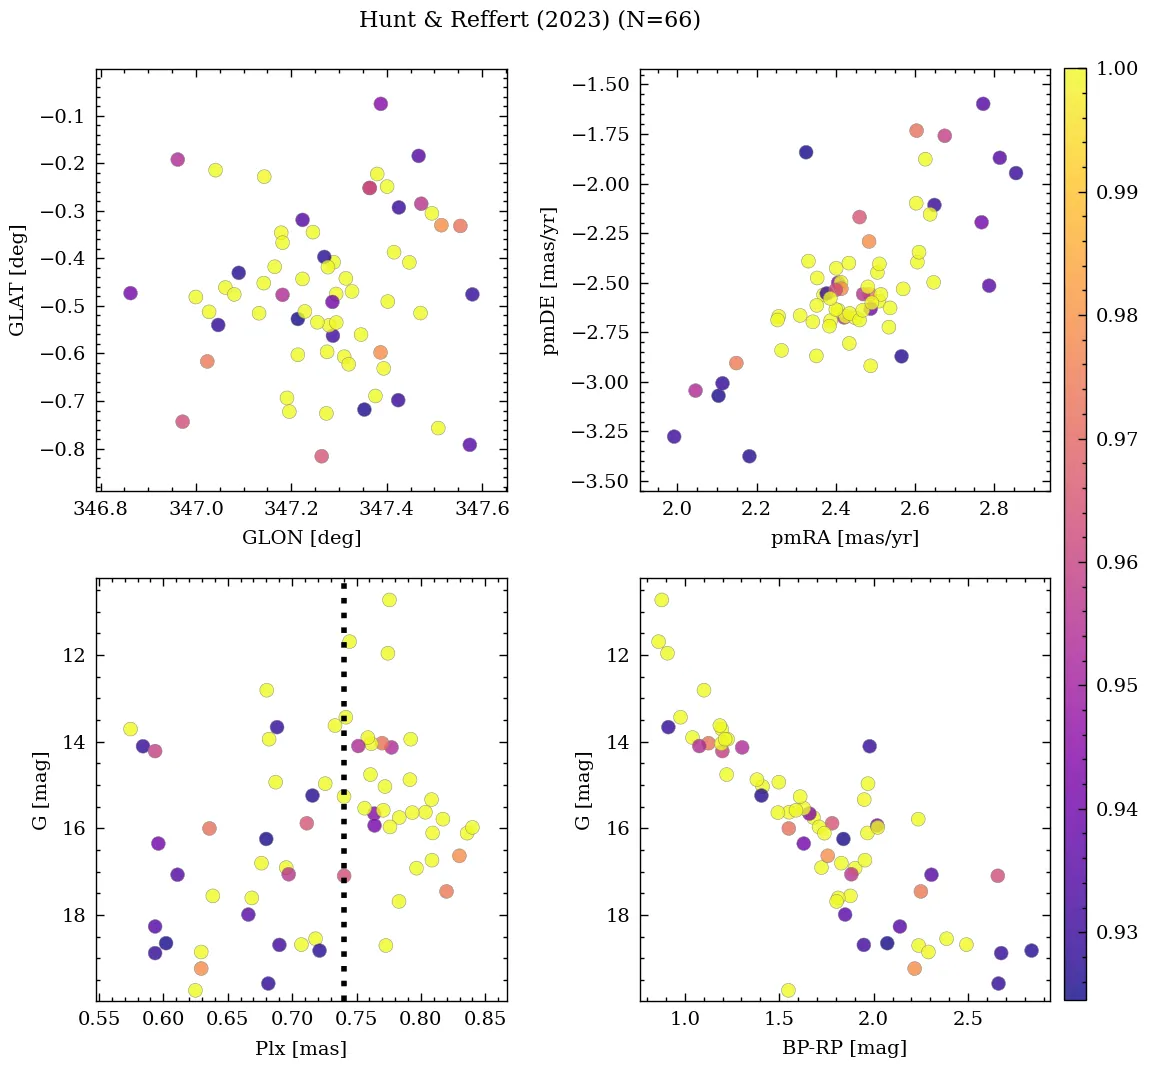 Hunt & Reffert (2023) (N=66)
−0.1
−0.2
−0.3
−0.4
−0.5
−0.6
−0.7
−0.8
GLAT [deg]
346.8 347.0 347.2 347.4 347.6
GLON [deg]
−1.50
−1.75
−2.00
−2.25
−2.50
−2.75
−3.00
−3.25
−3.50
pmDE [mas/yr]
2.0 2.2 2.4 2.6 2.8
pmRA [mas/yr]
12
14
16
18
G [mag]
0.55 0.60 0.65 0.70 0.75 0.80 0.85
Plx [mas]
12
14
16
18
G [mag]
1.0 1.5 2.0 2.5
BP-RP [mag]
1.00
0.99
0.98
0.97
0.96
0.95
0.94
0.93